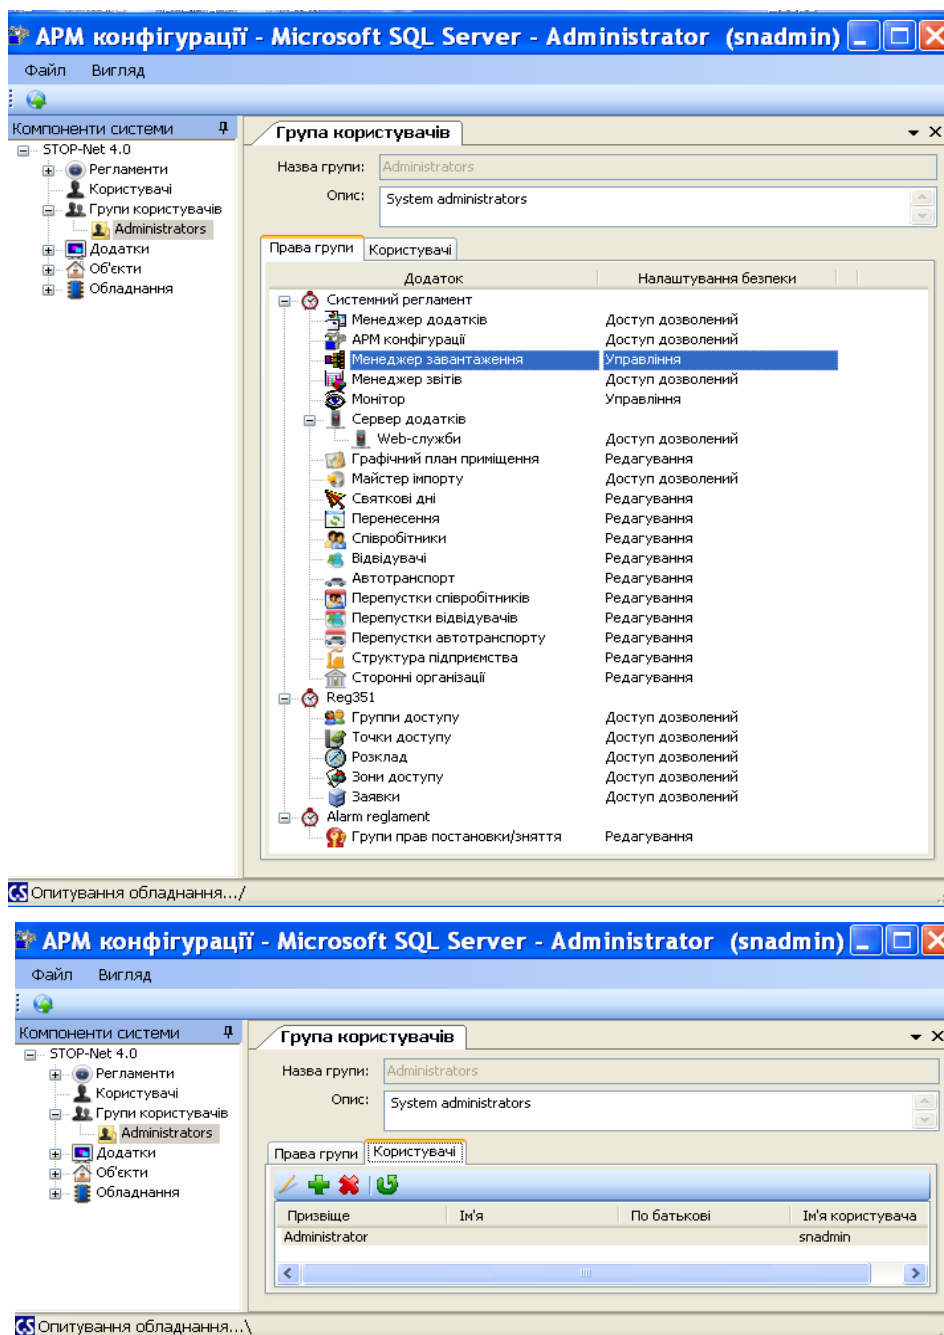 АРМ конфігурації - Microsoft SQL Server - Administrator (snadmin)
Файл Вигляд
Компоненти системи
STOP-Net 4.0
Регламенти
Користувачі
Групи користувачів
Administrators
Додатки
Об'єкти
Обладнання
Група користувачів
Назва групи: Administrators
Опис: System administrators
Права групи Користувачі
Додаток Налаштування безпеки
Системний регламент
Менеджер додатків Доступ дозволений
АРМ конфігурації Доступ дозволений
Менеджер завантаження Управління
Менеджер звітів Доступ дозволений
Монітор Управління
Сервер додатків
Web-служби Доступ дозволений
Графічний план приміщення Редагування
Майстер імпорту Доступ дозволений
Святкові дні Редагування
Перенесення Редагування
Співробітники Редагування
Відвідувачі Редагування
Автотранспорт Редагування
Перепустки співробітників Редагування
Перепустки відвідувачів Редагування
Перепустки автотранспорту Редагування
Структура підприємства Редагування
Сторонні організації Редагування
Reg351
Группи доступу Доступ дозволений
Точки доступу Доступ дозволений
Розклад Доступ дозволений
Зони доступу Доступ дозволений
Заявки Доступ дозволений
Alarm reglament
Групи прав постановки/зняття Редагування
Опитування обладнання.../
АРМ конфігурації - Microsoft SQL Server - Administrator (snadmin)
Файл Вигляд
Компоненти системи
STOP-Net 4.0
Регламенти
Користувачі
Групи користувачів
Administrators
Додатки
Об'єкти
Обладнання
Група користувачів
Назва групи: Administrators
Опис: System administrators
Права групи Користувачі
Призвіще Ім'я По батькові Ім'я користувача
Administrator snadmin
Опитування обладнання...\